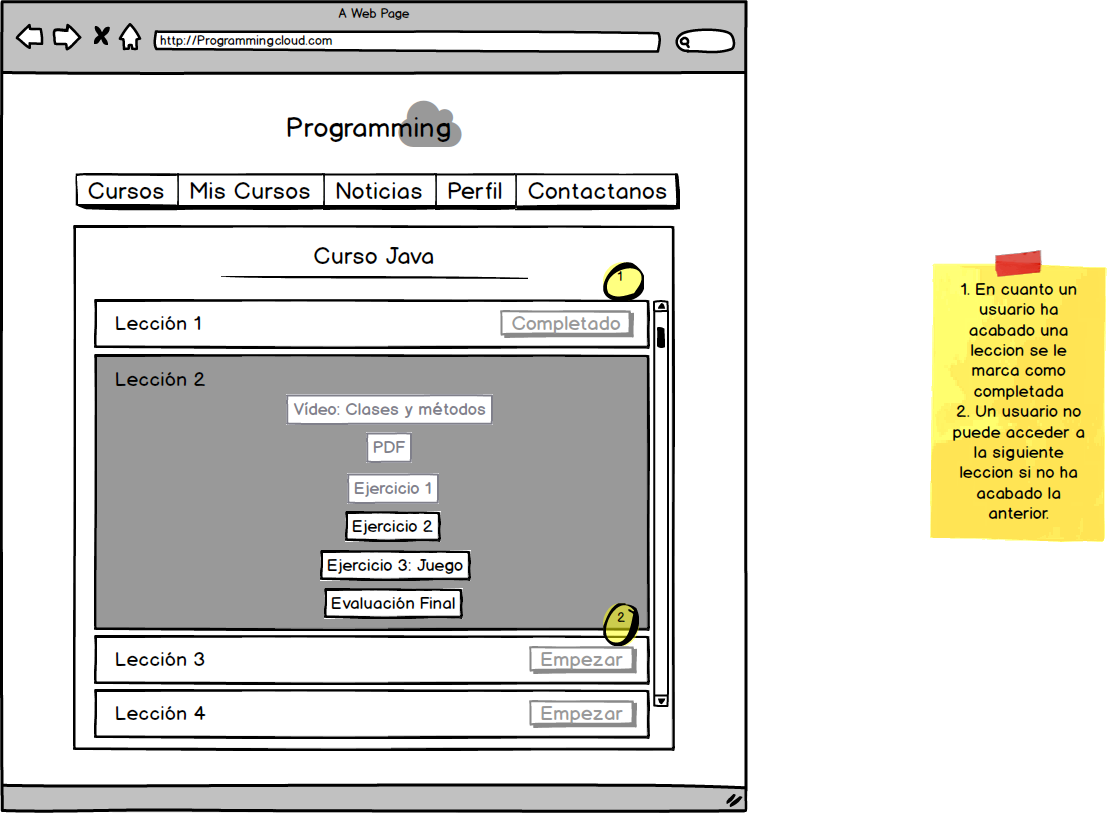 A Web Page
http://Programmingcloud.com
Programming
Cursos Mis Cursos Noticias Perfil Contactanos
Curso Java
1
Lección 1 Completado
Lección 2
Vídeo: Clases y métodos
PDF
Ejercicio 1
Ejercicio 2
Ejercicio 3: Juego
Evaluación Final
2
Lección 3 Empezar
Lección 4 Empezar
1. En cuanto un
usuario ha
acabado una
leccion se le
marca como
completada
2. Un usuario no
puede acceder a
la siguiente
leccion si no ha
acabado la
anterior.